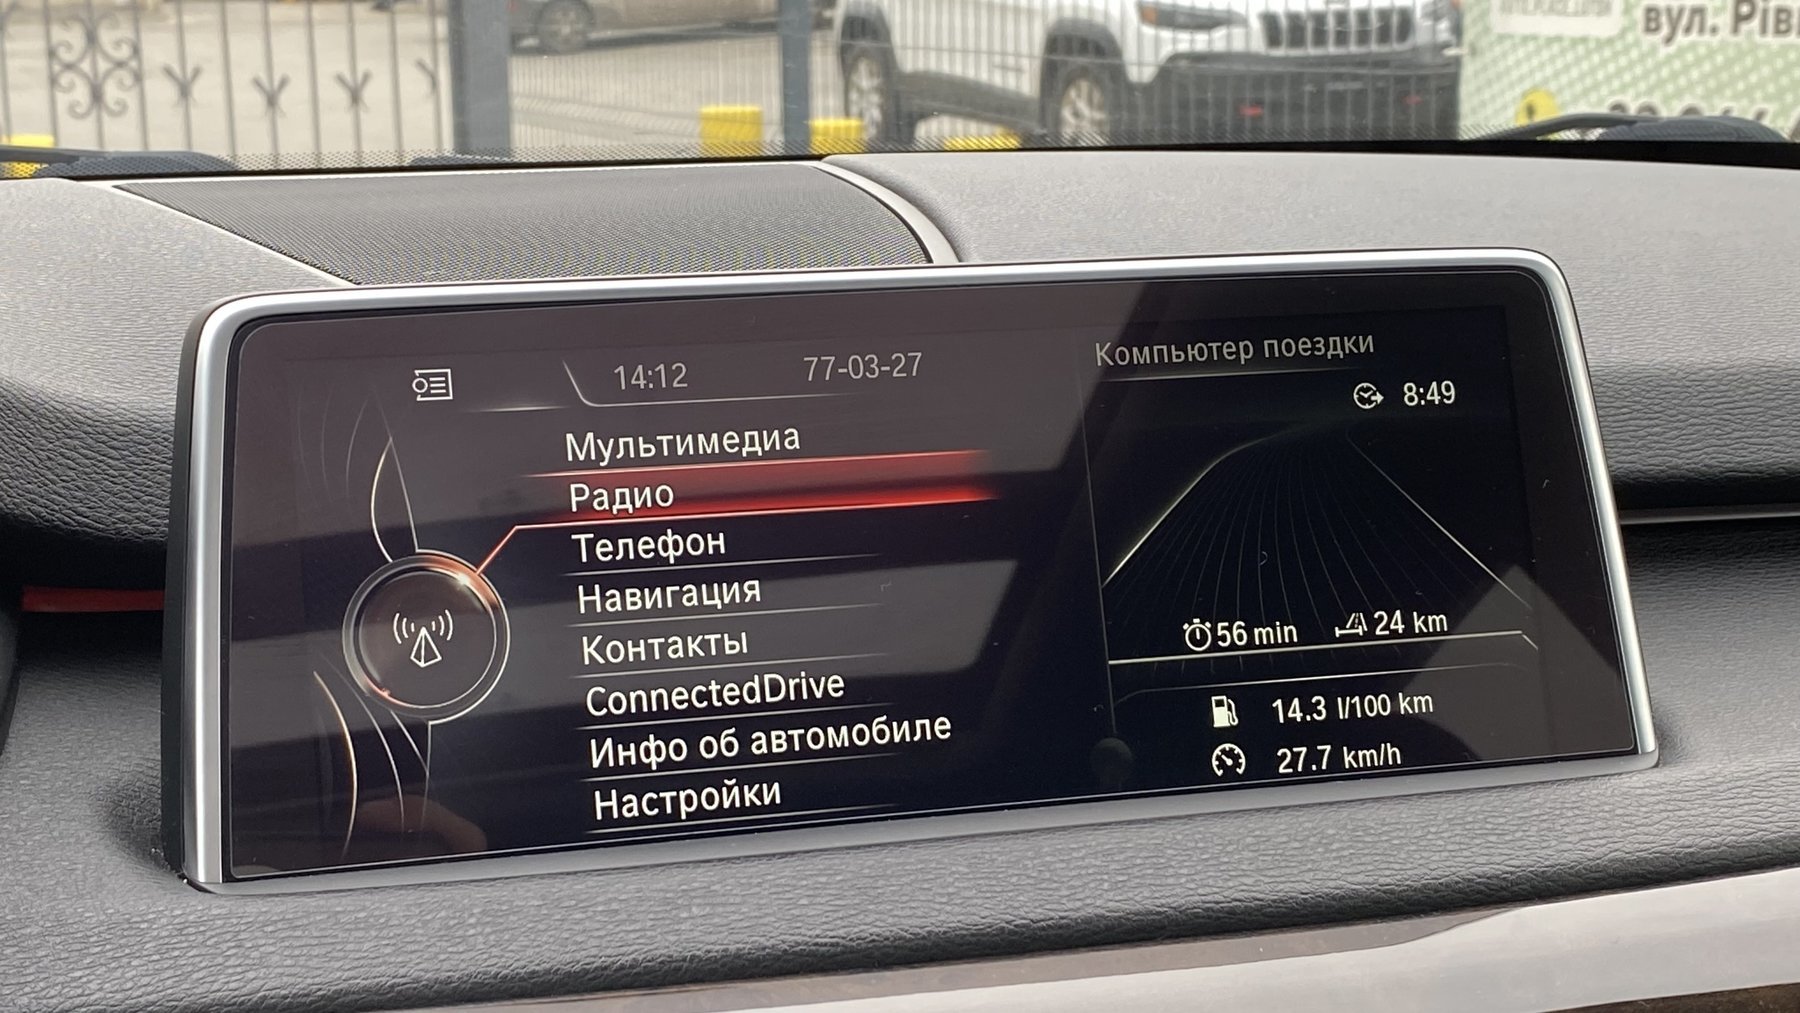 вул. Рів
14:12 77-03-27
Мультимедиа
Радио
Телефон
Навигация
Контакты
ConnectedDrive
Инфо об автомобиле
Настройки
Компьютер поездки
8:49
56 min 24 km
14.3 l/100 km
27.7 km/h